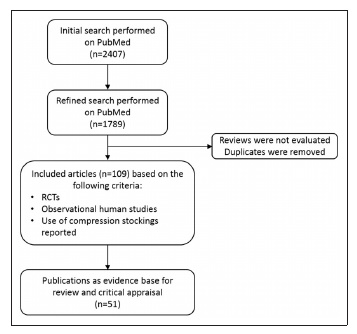 Initial search performed
on PubMed
(n=2407)
Refined search performed
on PubMed
(n=1789)
Reviews were not evaluated
Duplicates were removed
Included articles (n=109) based on the
following criteria:
• RCTs
• Observational human studies
• Use of compression stockings
reported
Publications as evidence base for
review and critical appraisal
(n=51)